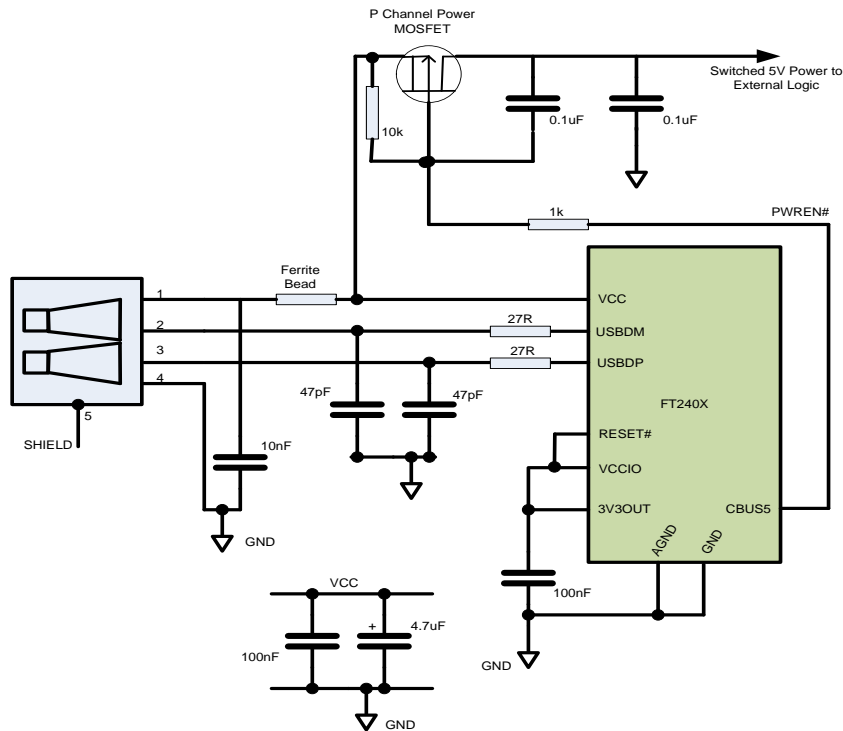 P Channel Power
MOSFET
Switched 5V Power to
External Logic
0.1uF
0.1uF
10k
1k
PWREN#
Ferrite
Bead
1
2
3
4
5
SHIELD
27R
27R
VCC
USBDM
USBDP
47pF
47pF
FT240X
10nF
RESET#
VCCIO
3V3OUT
CBUS5
AGND
GND
GND
100nF
VCC
+
4.7uF
100nF
GND
GND